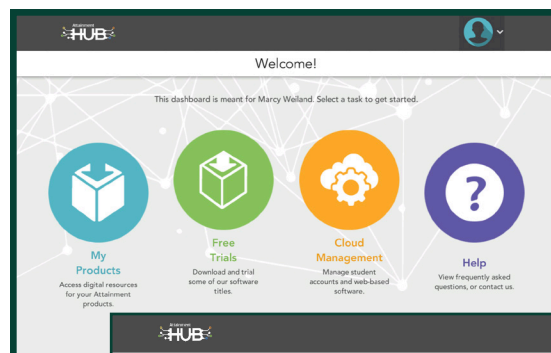 Attainment
HUB
Welcome!
This dashboard is meant for Marcy Weiland. Select a task to get started.
My
Products
Access digital resources
for your Attainment
products.
Free
Trials
Download and trial
some of our software
titles.
Cloud
Management
Manage student
accounts and web-based
software.
?
Help
View frequently asked
questions, or contact us.
Attainment
HUB